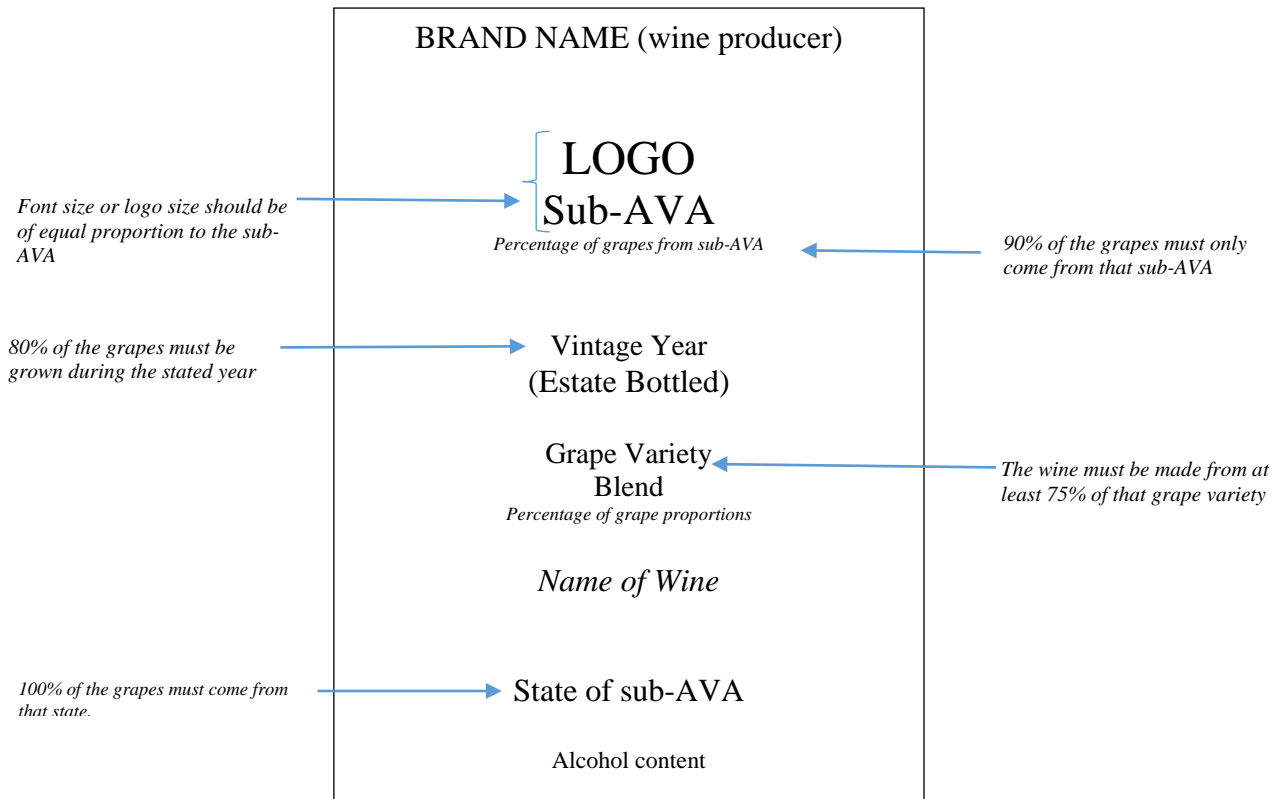 BRAND NAME (wine producer)
LOGO
Sub-AVA
Percentage of grapes from sub-AVA
Font size or logo size should be
of equal proportion to the sub-
AVA
90% of the grapes must only
come from that sub-AVA
80% of the grapes must be
grown during the stated year
Vintage Year
(Estate Bottled)
Grape Variety
Blend
Percentage of grape proportions
The wine must be made from at
least 75% of that grape variety
Name of Wine
100% of the grapes must come from
that state.
State of sub-AVA
Alcohol content